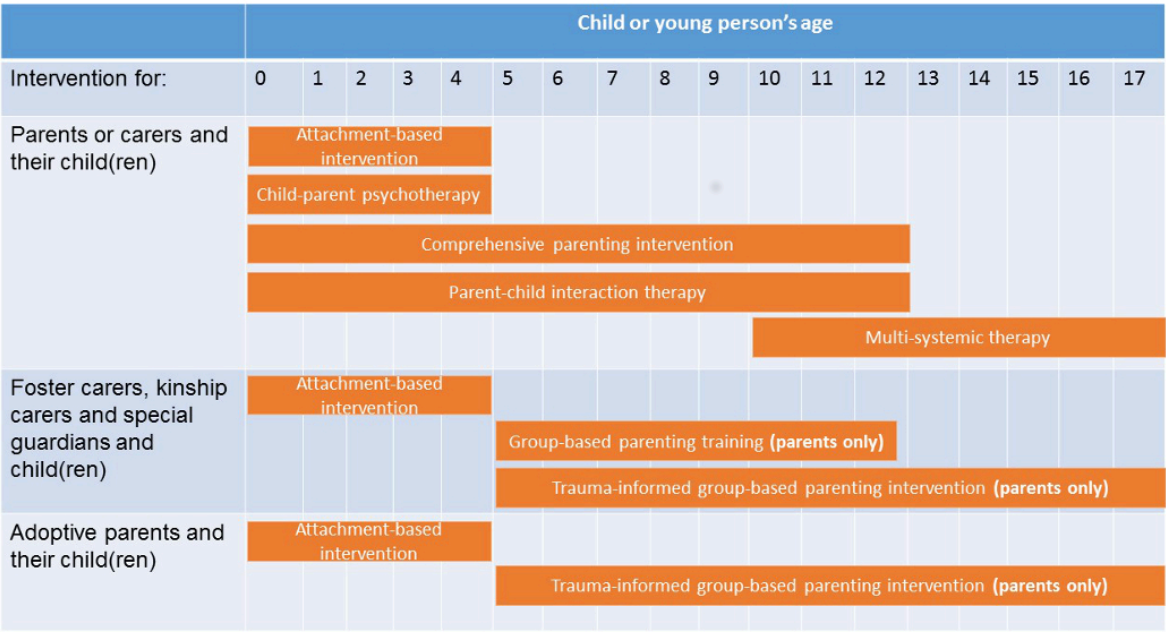 Child or young person's age
Intervention for: 0 1 2 3 4 5 6 7 8 9 10 11 12 13 14 15 16 17
Parents or carers and
their child(ren)
Attachment-based
intervention
Child-parent psychotherapy
Comprehensive parenting intervention
Parent-child interaction therapy
Multi-systemic therapy
Foster carers, kinship
carers and special
guardians and
child(ren)
Attachment-based
intervention
Group-based parenting training (parents only)
Trauma-informed group-based parenting intervention (parents only)
Adoptive parents and
their child(ren)
Attachment-based
intervention
Trauma-informed group-based parenting intervention (parents only)